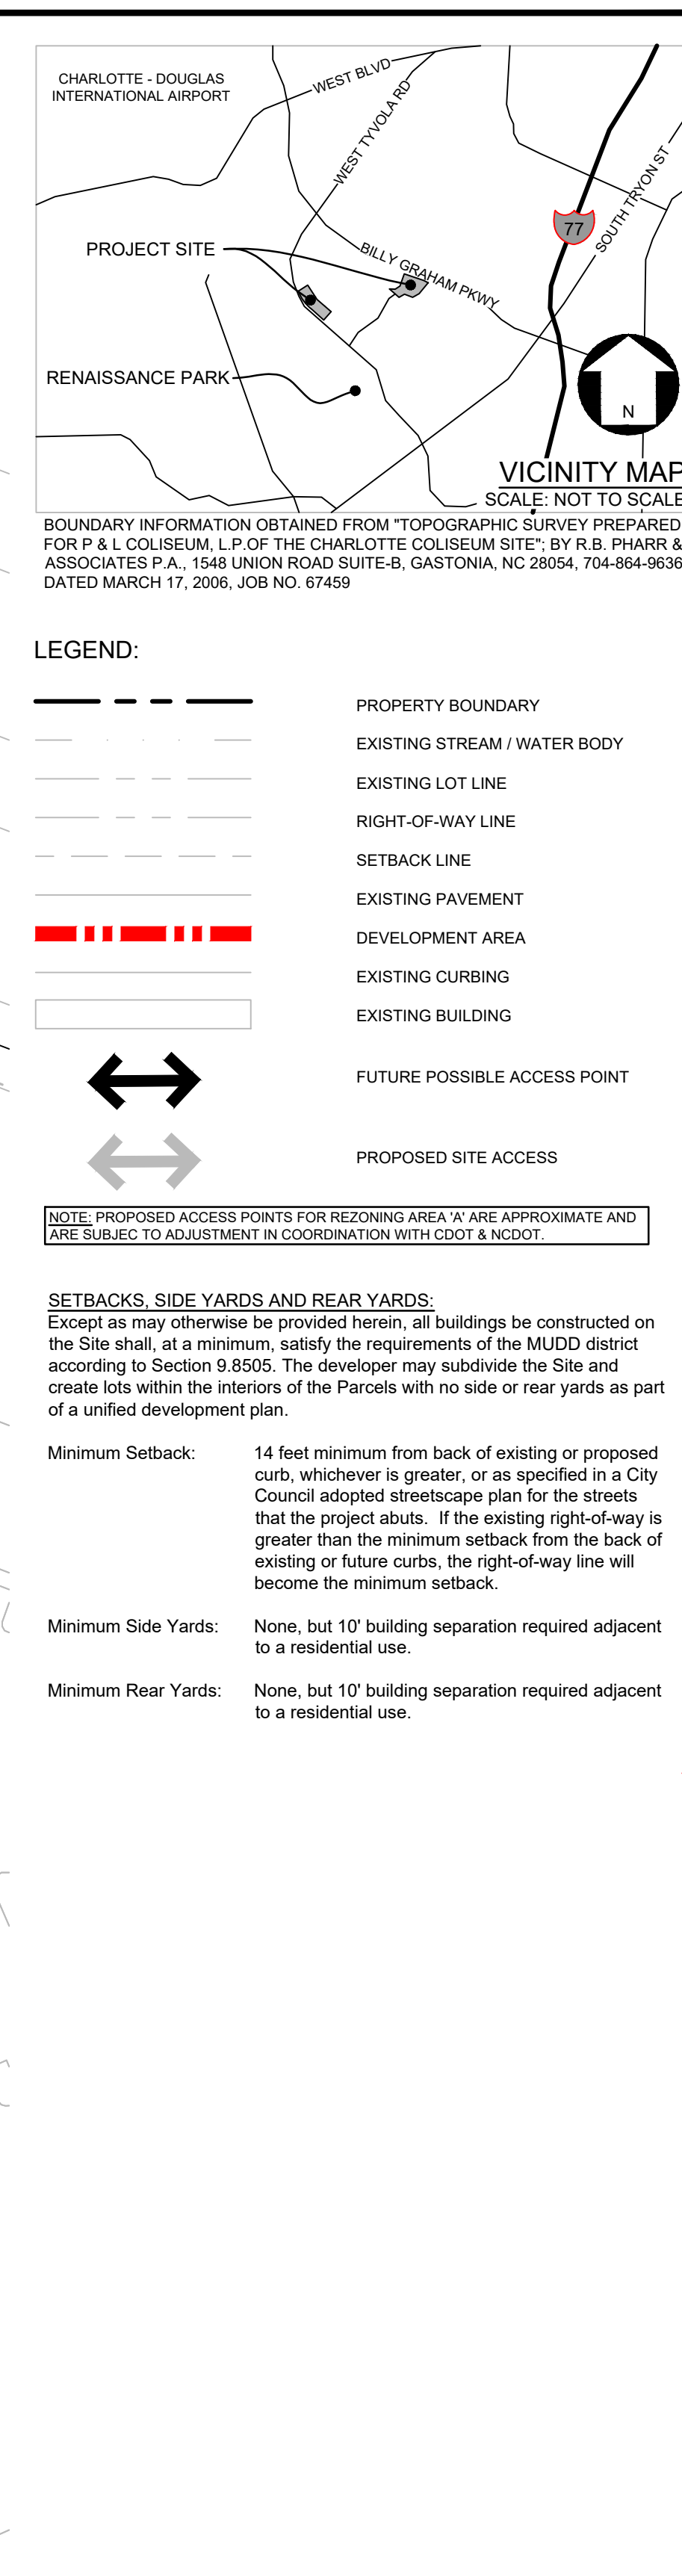 CHARLOTTE - DOUGLAS
INTERNATIONAL AIRPORT
WEST BLVD
WEST TYVOLA RD
SOUTH TRYON ST
77
PROJECT SITE
BILLY GRAHAM PKWY
RENAISSANCE PARK
N
VICINITY MAP
SCALE: NOT TO SCALE
BOUNDARY INFORMATION OBTAINED FROM "TOPOGRAPHIC SURVEY PREPARED
FOR P & L COLISEUM, L.P.OF THE CHARLOTTE COLISEUM SITE"; BY R.B. PHARR &
ASSOCIATES P.A., 1548 UNION ROAD SUITE-B, GASTONIA, NC 28054, 704-864-9636
DATED MARCH 17, 2006, JOB NO. 67459
LEGEND:
PROPERTY BOUNDARY
EXISTING STREAM / WATER BODY
EXISTING LOT LINE
RIGHT-OF-WAY LINE
SETBACK LINE
EXISTING PAVEMENT
DEVELOPMENT AREA
EXISTING CURBING
EXISTING BUILDING
FUTURE POSSIBLE ACCESS POINT
PROPOSED SITE ACCESS
NOTE: PROPOSED ACCESS POINTS FOR REZONING AREA 'A' ARE APPROXIMATE AND
ARE SUBJEC TO ADJUSTMENT IN COORDINATION WITH CDOT & NCDOT.
SETBACKS, SIDE YARDS AND REAR YARDS:
Except as may otherwise be provided herein, all buildings be constructed on
the Site shall, at a minimum, satisfy the requirements of the MUDD district
according to Section 9.8505. The developer may subdivide the Site and
create lots within the interiors of the Parcels with no side or rear yards as part
of a unified development plan.
Minimum Setback: 14 feet minimum from back of existing or proposed
curb, whichever is greater, or as specified in a City
Council adopted streetscape plan for the streets
that the project abuts. If the existing right-of-way is
greater than the minimum setback from the back of
existing or future curbs, the right-of-way line will
become the minimum setback.
Minimum Side Yards: None, but 10' building separation required adjacent
to a residential use.
Minimum Rear Yards: None, but 10' building separation required adjacent
to a residential use.